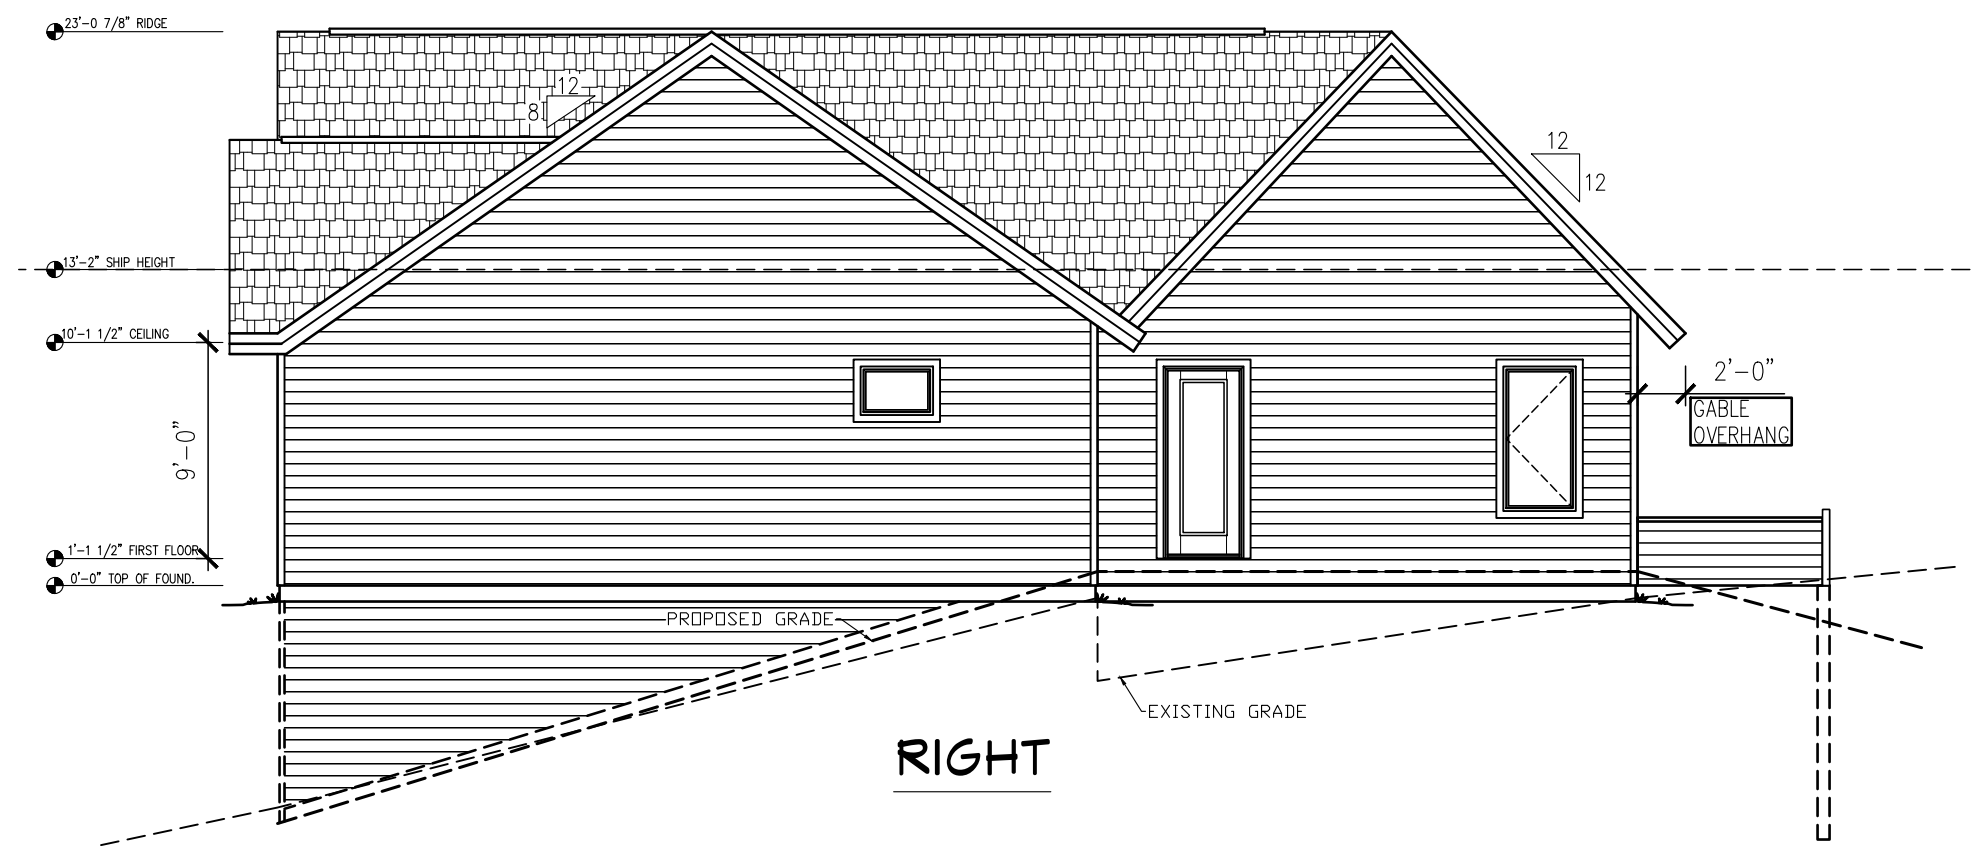 23'-0 7/8" RIDGE
12
8
12
12
13'-2" SHIP HEIGHT
10'-1 1/2" CEILING
2'-0"
GABLE
OVERHANG
9'-0"
1'-1 1/2" FIRST FLOOR
0'-0" TOP OF FOUND.
PROPOSED GRADE
EXISTING GRADE
RIGHT